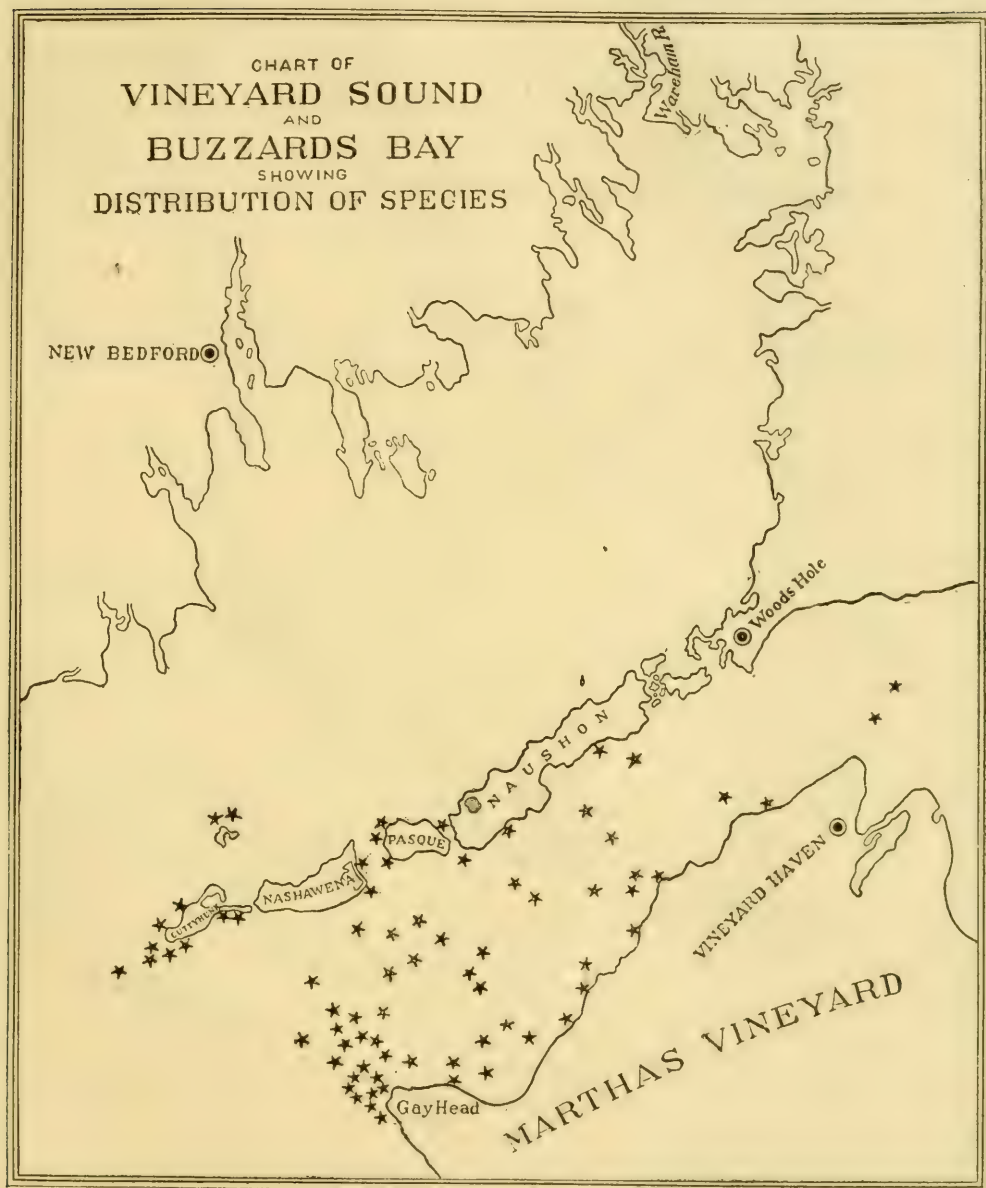 CHART OF
VINEYARD SOUND
AND
BUZZARDS BAY
SHOWING
DISTRIBUTION OF SPECIES
Wareham R.
NEW BEDFORD
Woods Hole
NAUSHON
PASQUE
NASHAWENA
CUTTYHUNK
VINEYARD HAVEN
MARTHAS VINEYARD
Gay Head